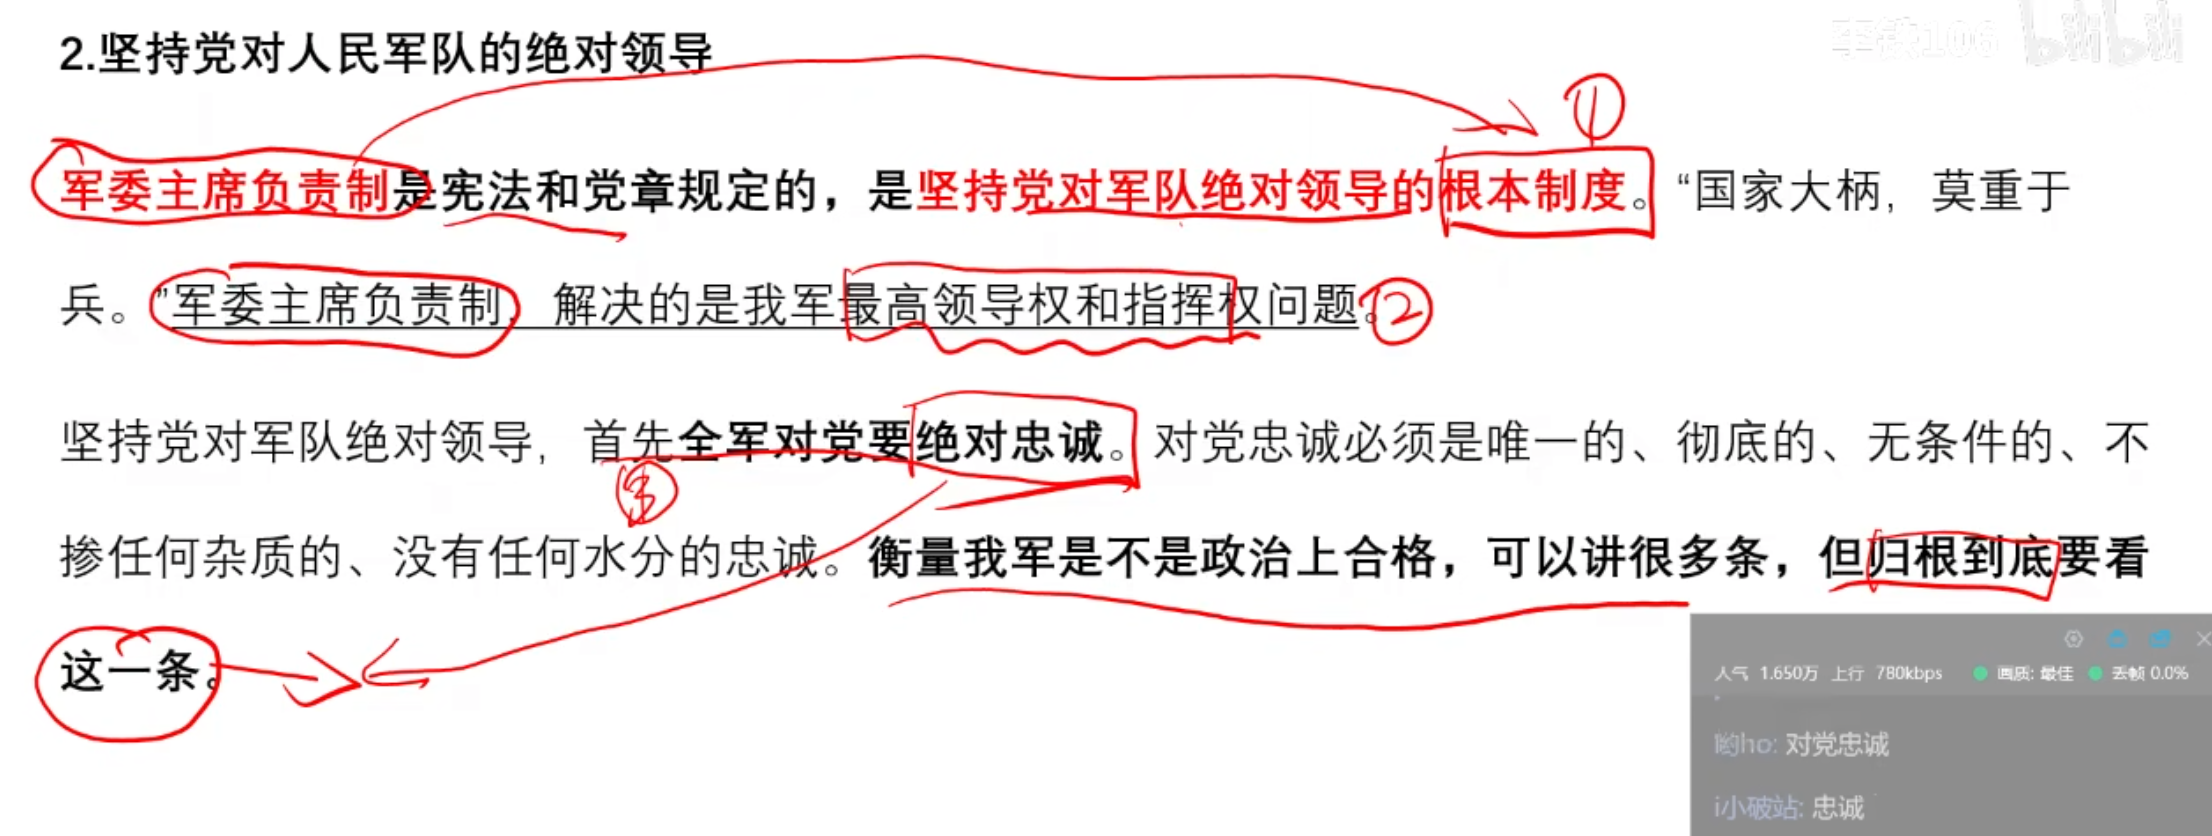 2.坚持党对人民军队的绝对领导
bilibili
①
军委主席负责制是宪法和党章规定的，是坚持党对军队绝对领导的根本制度。“国家大柄，莫重于
兵。”军委主席负责制，解决的是我军最高领导权和指挥权问题。②
坚持党对军队绝对领导，首先全军对党要绝对忠诚。对党忠诚必须是唯一的、彻底的、无条件的、不
掺任何杂质的、没有任何水分的忠诚。衡量我军是不是政治上合格，可以讲很多条，但归根到底要看
这一条。
人气 1.650万 上行 780kbps 画质: 最佳 丢帧 0.0%
哟ho: 对党忠诚
i小破站: 忠诚